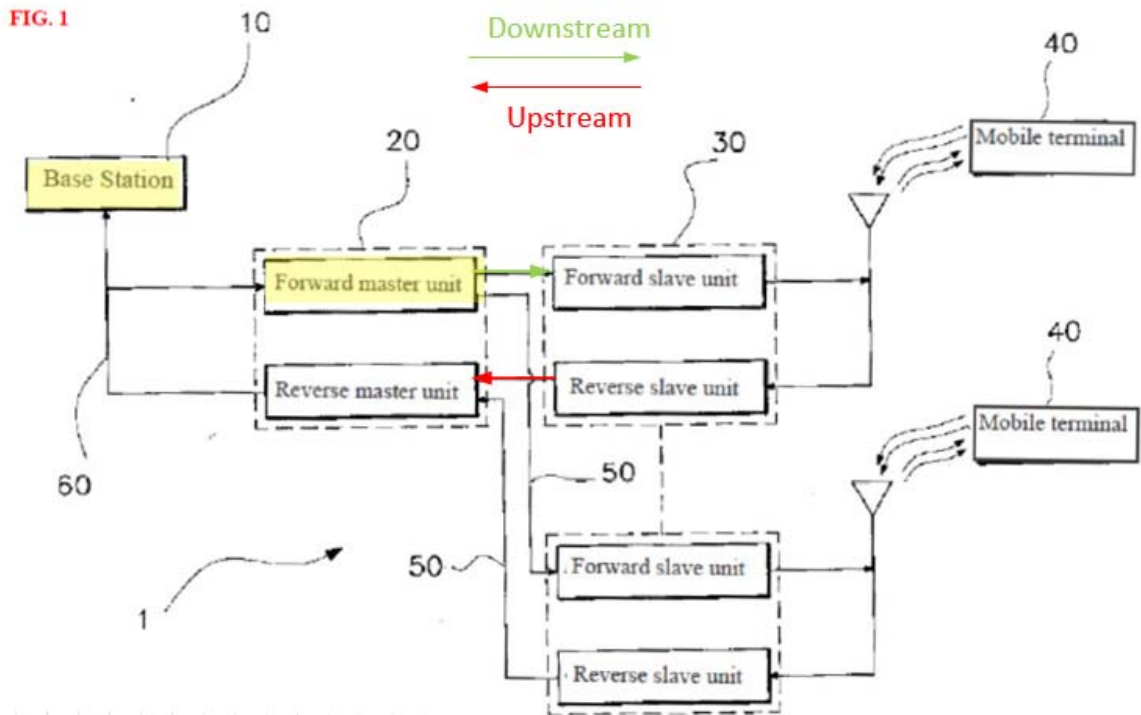 FIG. 1
10
Downstream
Upstream
40
Mobile terminal
Base Station
20
30
Forward master unit
Forward slave unit
Reverse master unit
Reverse slave unit
40
Mobile terminal
60
50
50
Forward slave unit
1
Reverse slave unit